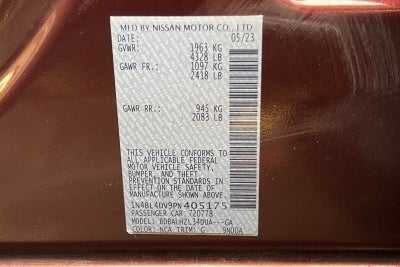 MFD BY NISSAN MOTOR CO., LTD.
DATE: 05/23
GVWR: 1963 KG
4328 LB
GAWR FR.: 1097 KG
2418 LB
GAWR RR.: 945 KG
2083 LB
THIS VEHICLE CONFORMS TO ALL
APPLICABLE FEDERAL MOTOR
VEHICLE SAFETY, BUMPER, AND
THEFT PREVENTION STANDARDS
IN EFFECT ON THE DATE OF
MANUFACTURE SHOWN ABOVE.
1N4BL4DV9PN405175
PASSENGER CAR 720778
MODEL: BDBALHZL34DUA---GA
COLOR: NCA TRIM: G 9N00A